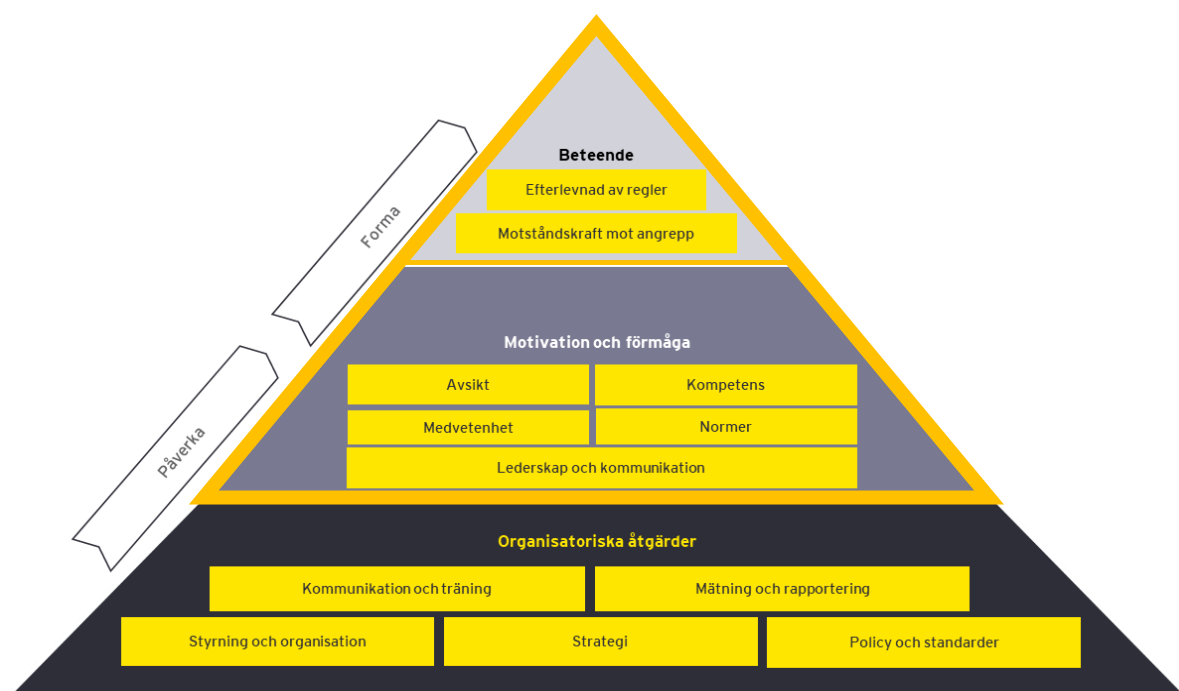 Beteende
Efterlevnad av regler
Motståndskraft mot angrepp
Forma
Motivation och förmåga
Avsikt
Kompetens
Medvetenhet
Normer
Lederskap och kommunikation
Påverka
Organisatoriska åtgärder
Kommunikation och träning
Mätning och rapportering
Styrning och organisation
Strategi
Policy och standarder